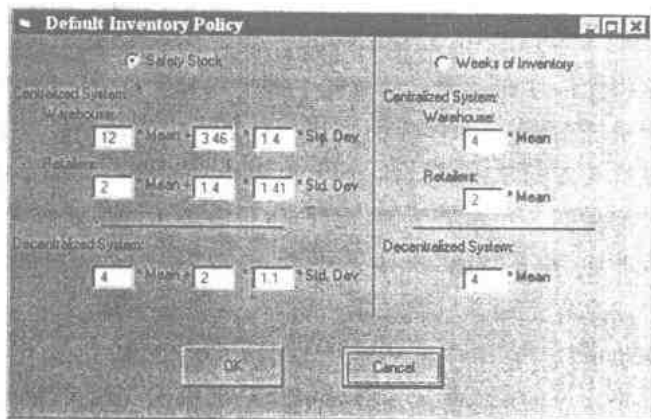 Default Inventory Policy
Safety Stock
Centralized System:
Warehouse:
12 * Mean + 3.46 * 1.4 * Std. Dev
Retailers:
2 * Mean + 1.4 * 1.41 * Std. Dev
Decentralized System:
4 * Mean + 2 * 1.1 * Std. Dev
Weeks of Inventory
Centralized System:
Warehouse:
4 * Mean
Retailers:
2 * Mean
Decentralized System:
4 * Mean
OK
Cancel